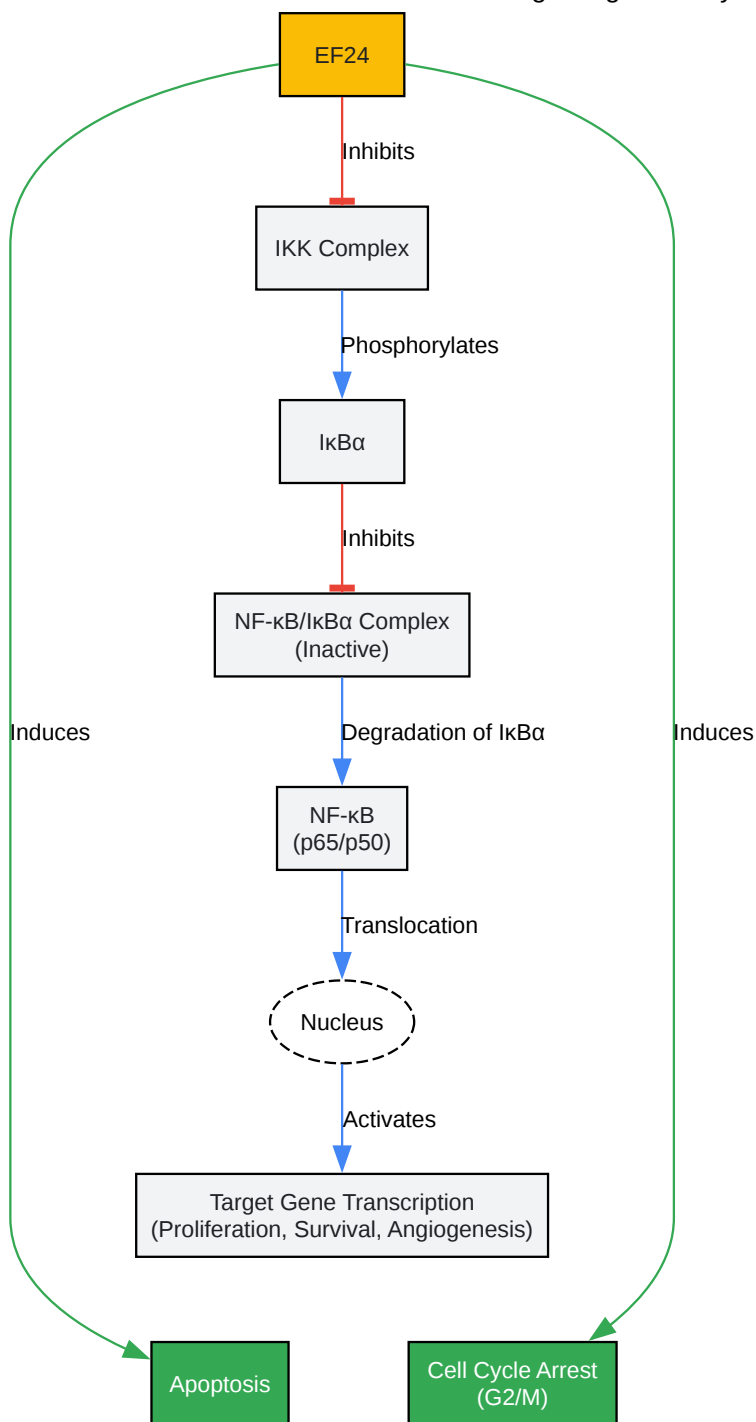 EF24
Inhibits
IKK Complex
Phosphorylates
IκBα
Inhibits
NF-κB/IκBα Complex
(Inactive)
Induces
Degradation of IκBα
Induces
NF-κB
(p65/p50)
Translocation
Nucleus
Activates
Target Gene Transcription
(Proliferation, Survival, Angiogenesis)
Apoptosis
Cell Cycle Arrest
(G2/M)